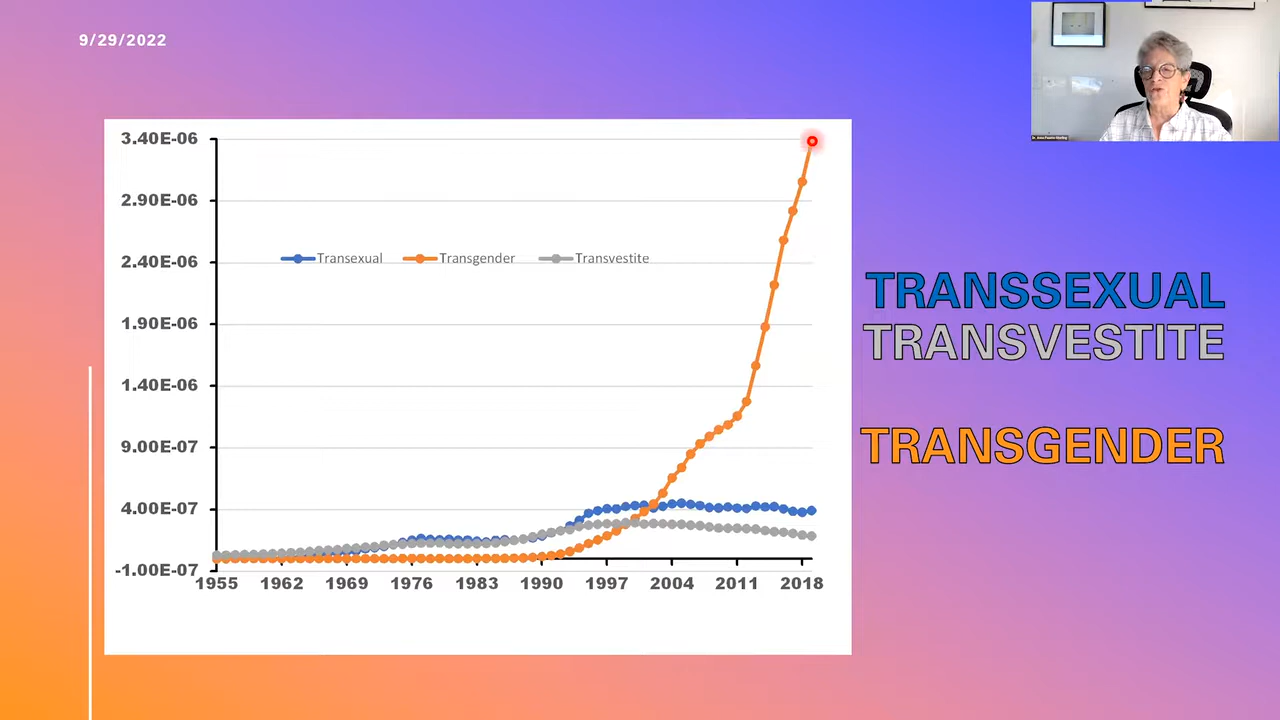 9/29/2022
3.40E-06
2.90E-06
2.40E-06
1.90E-06
1.40E-06
9.00E-07
4.00E-07
-1.00E-07
Transexual Transgender Transvestite
1955 1962 1969 1976 1983 1990 1997 2004 2011 2018
TRANSSEXUAL
TRANSVESTITE
TRANSGENDER